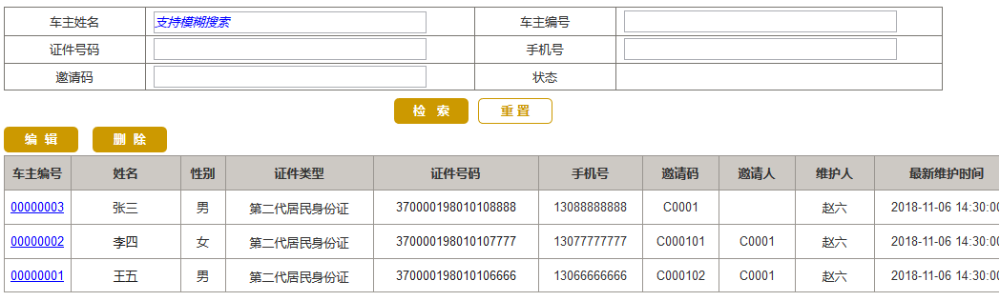 车主姓名 支持模糊搜索 车主编号
证件号码 手机号
邀请码 状态
检 索 重 置
编 辑 删 除
车主编号 姓名 性别 证件类型 证件号码 手机号 邀请码 邀请人 维护人 最新维护时间
00000003 张三 男 第二代居民身份证 370000198010108888 13088888888 C0001 赵六 2018-11-06 14:30:00
00000002 李四 女 第二代居民身份证 370000198010107777 13077777777 C000101 C0001 赵六 2018-11-06 14:30:00
00000001 王五 男 第二代居民身份证 370000198010106666 13066666666 C000102 C0001 赵六 2018-11-06 14:30:00